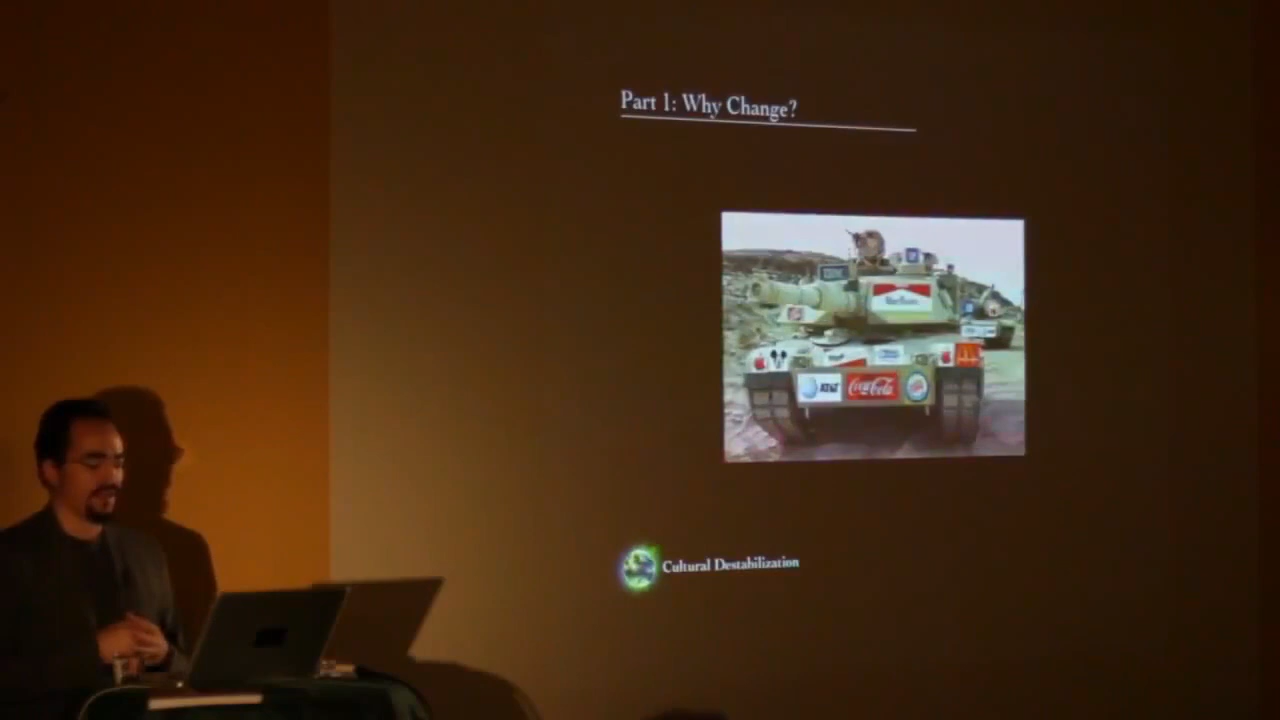 Part 1: Why Change?
Marlboro
AT&T
Coca-Cola
Cultural Destabilization